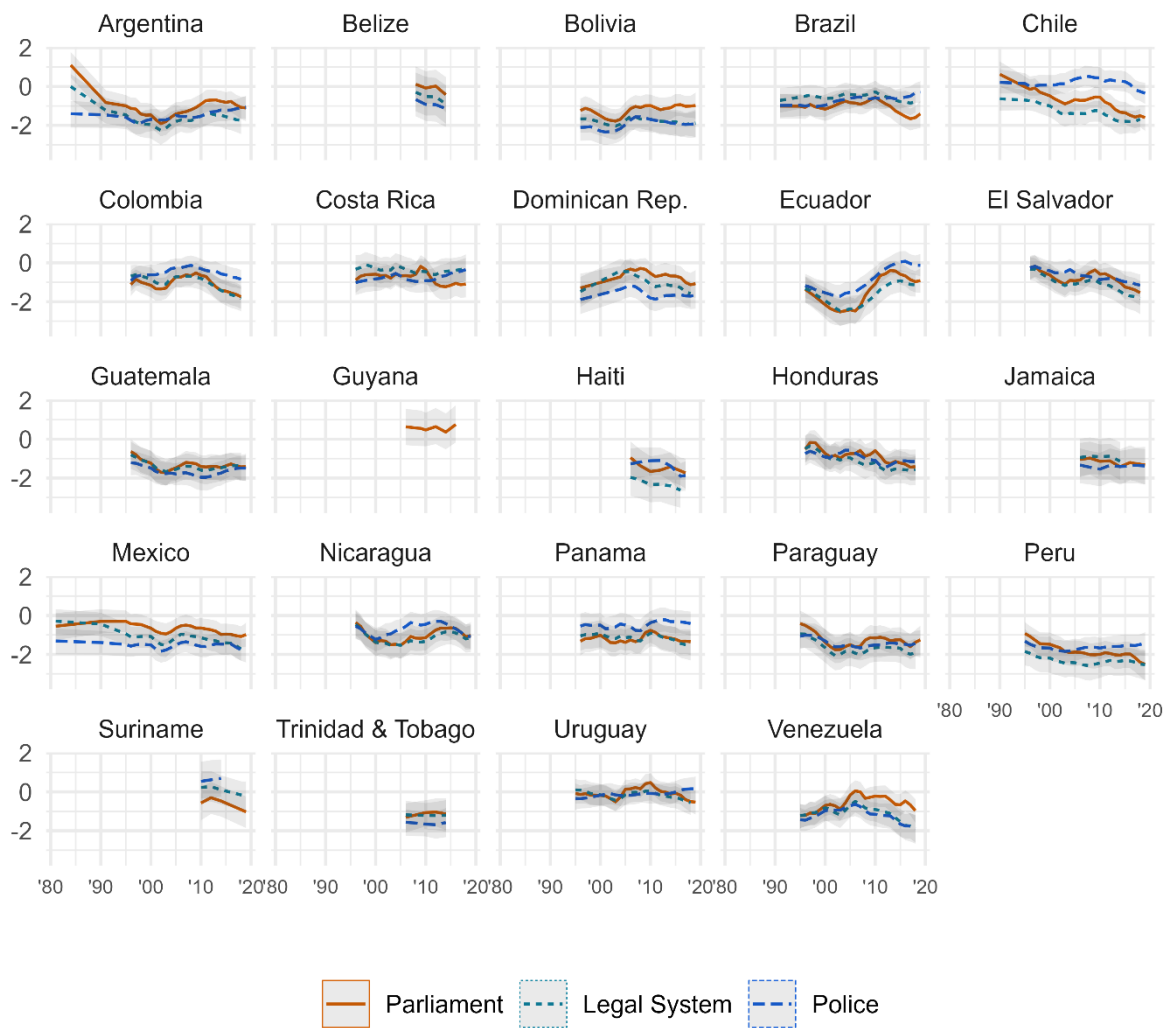 Argentina Belize Bolivia Brazil Chile
2
0
-2
Colombia Costa Rica Dominican Rep. Ecuador El Salvador
2
0
-2
Guatemala Guyana Haiti Honduras Jamaica
2
0
-2
Mexico Nicaragua Panama Paraguay Peru
2
0
-2
'80 '90 '00 '10 '20
Suriname Trinidad & Tobago Uruguay Venezuela
2
0
-2
'80 '90 '00 '10 '20 '80 '90 '00 '10 '20 '80 '90 '00 '10 '20 '80 '90 '00 '10 '20
Parliament Legal System Police